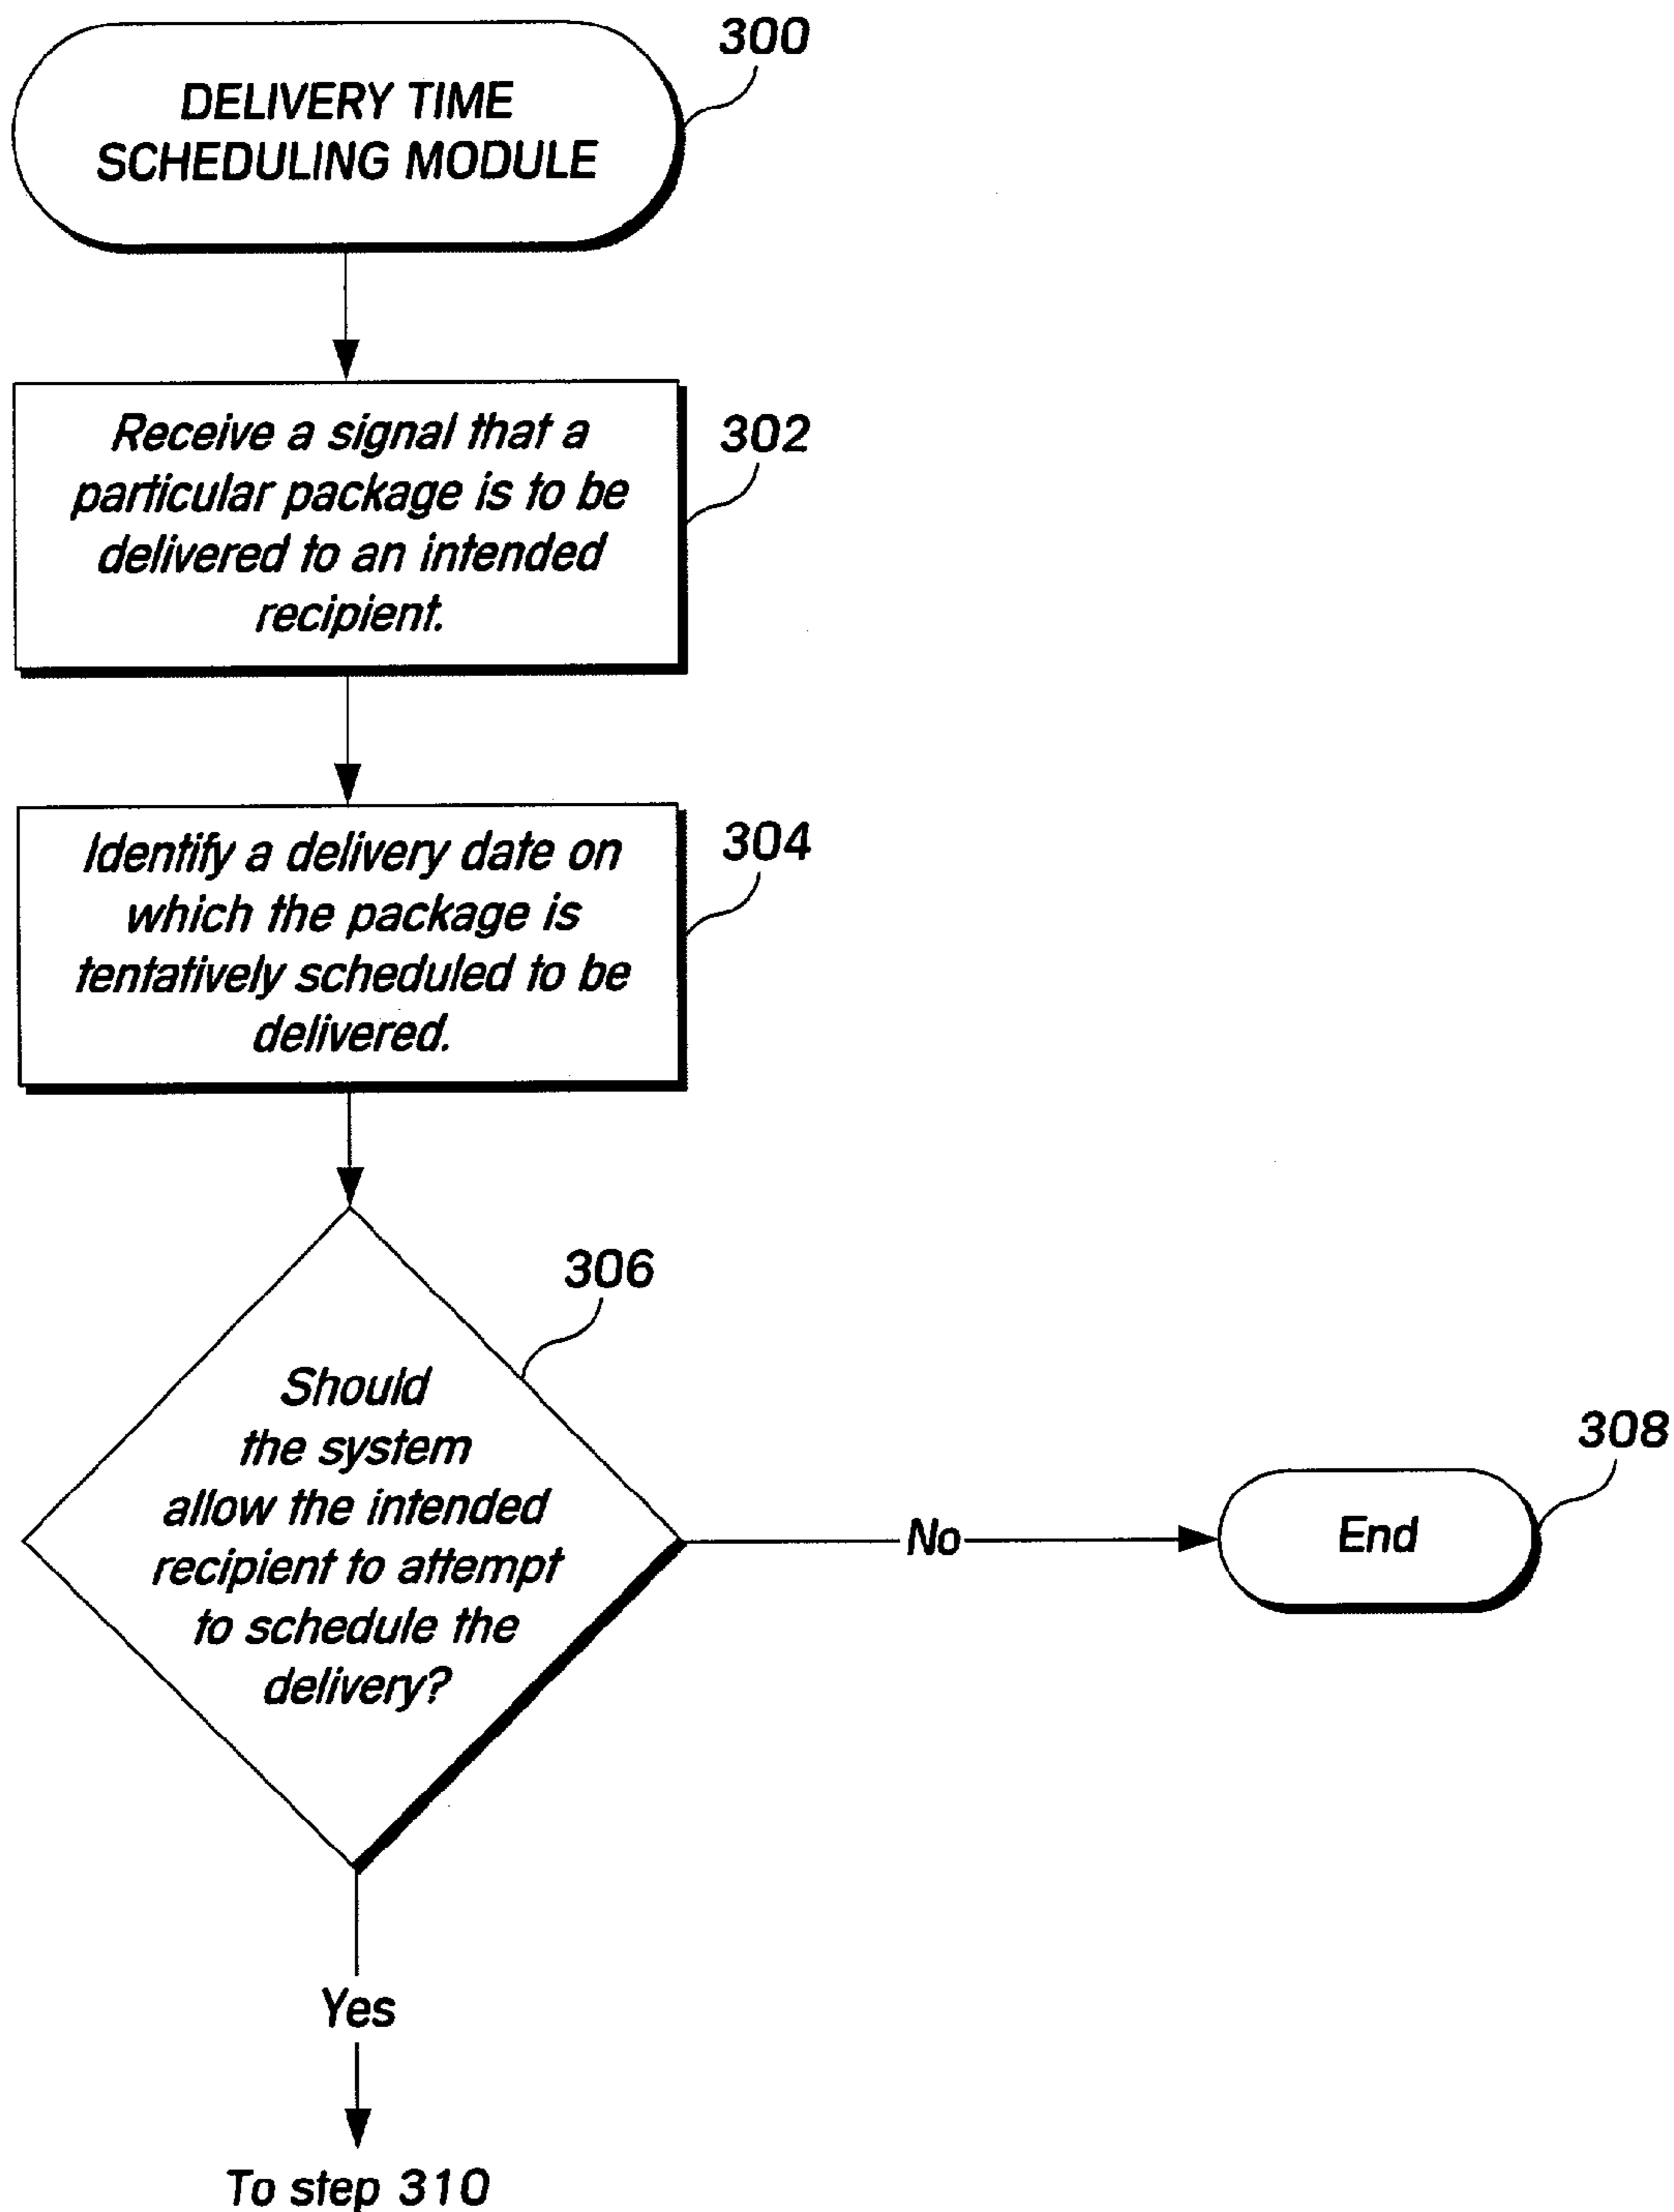 300
DELIVERY TIME
SCHEDULING MODULE
302
Receive a signal that a
particular package is to be
delivered to an intended
recipient.
304
Identify a delivery date on
which the package is
tentatively scheduled to be
delivered.
306
Should
the system
allow the intended
recipient to attempt
to schedule the
delivery?
No
308
End
Yes
To step 310